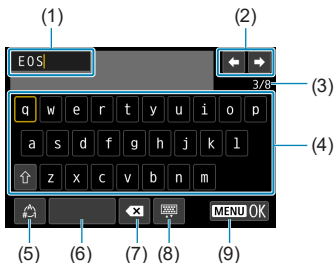 (1) (2)
EOS
3/8 (3)
q w e r t y u i o p
(4)
a s d f g h j k l
z x c v b n m
MENU OK
(5) (6) (7) (8) (9)